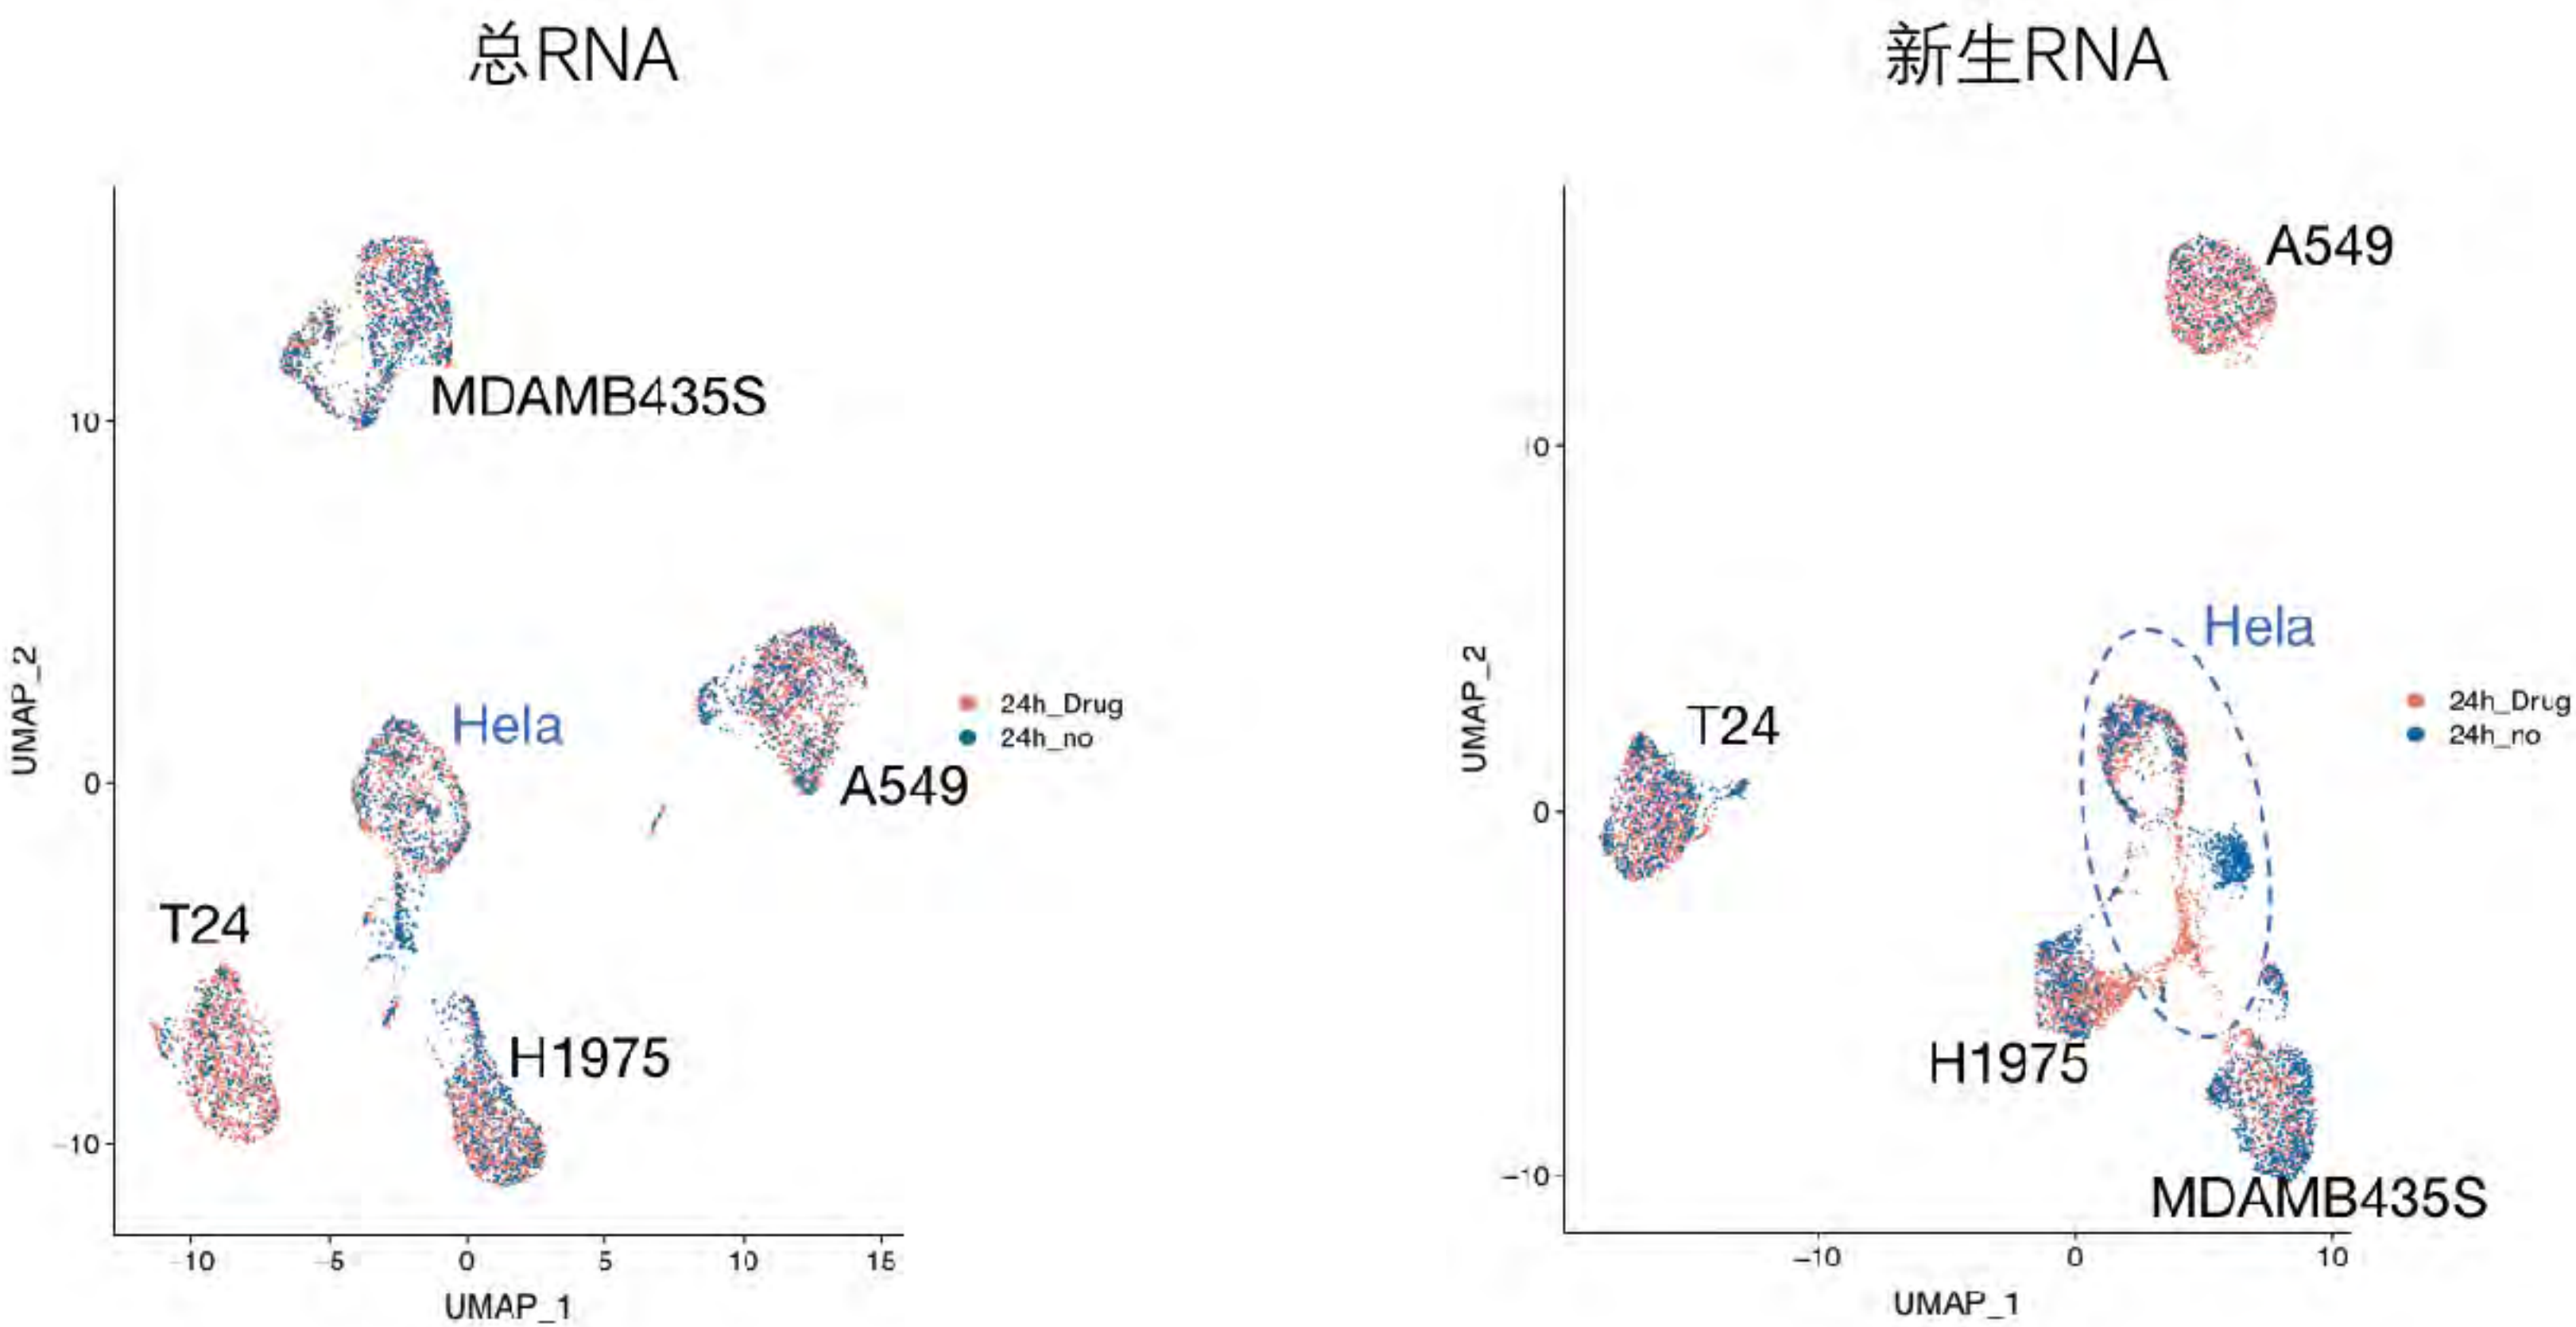 总RNA
MDAMB435S
Hela
A549
T24
H1975
24h_Drug
24h_no
10
0
-10
-10
-5
0
5
10
15
UMAP_1
UMAP_2
新生RNA
A549
Hela
T24
H1975
MDAMB435S
24h_Drug
24h_no
10
0
-10
-10
0
10
UMAP_1
UMAP_2